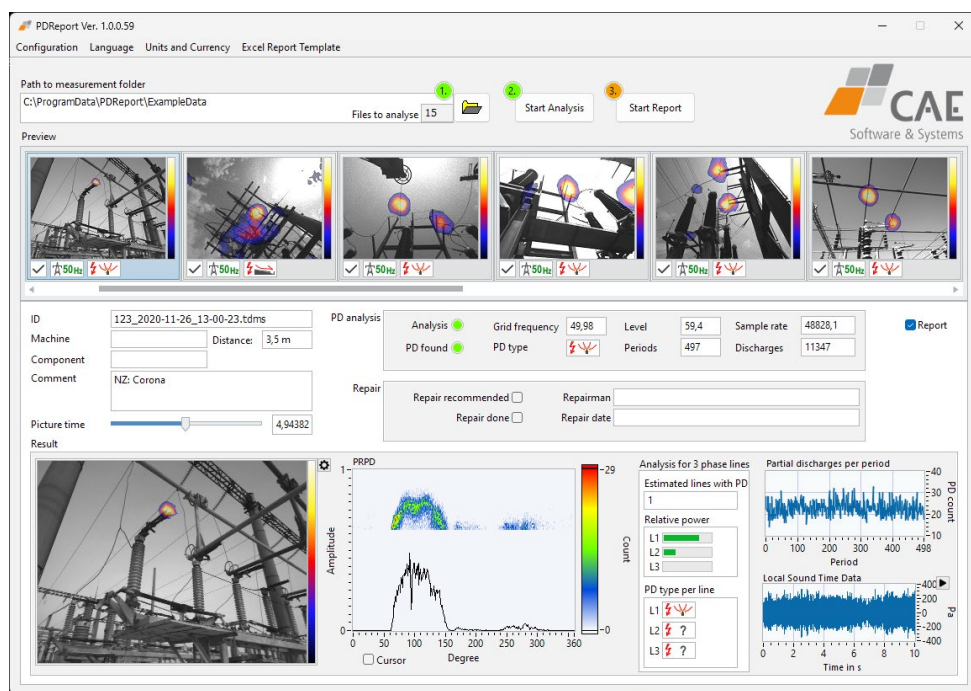 PDReport Ver. 1.0.0.59
Configuration Language Units and Currency Excel Report Template
Path to measurement folder
C:\ProgramData\PDReport\ExampleData
Files to analyse 15
1.
2.
Start Analysis
3.
Start Report
CAE
Software & Systems
Preview
50Hz
50Hz
50Hz
50Hz
50Hz
50Hz
ID 123_2020-11-26_13-00-23.tdms
Machine Distance: 3,5 m
Component
Comment NZ: Corona
Picture time 4,94382
PD analysis
Analysis Grid frequency 49,98 Level 59,4 Sample rate 48828,1
PD found PD type Periods 497 Discharges 11347
Report
Repair
Repair recommended Repairman
Repair done Repair date
Result
PRPD
1
Amplitude
0
0 50 100 150 200 250 300 360
Degree
Cursor
29
0
Count
Analysis for 3 phase lines
Estimated lines with PD
1
Relative power
L1
L2
L3
PD type per line
L1
L2 ?
L3 ?
Partial discharges per period
40
30
20
10
PD count
0 100 200 300 400 498
Period
Local Sound Time Data
400
200
0
-200
-400
Pa
0 2 4 6 8 10
Time in s